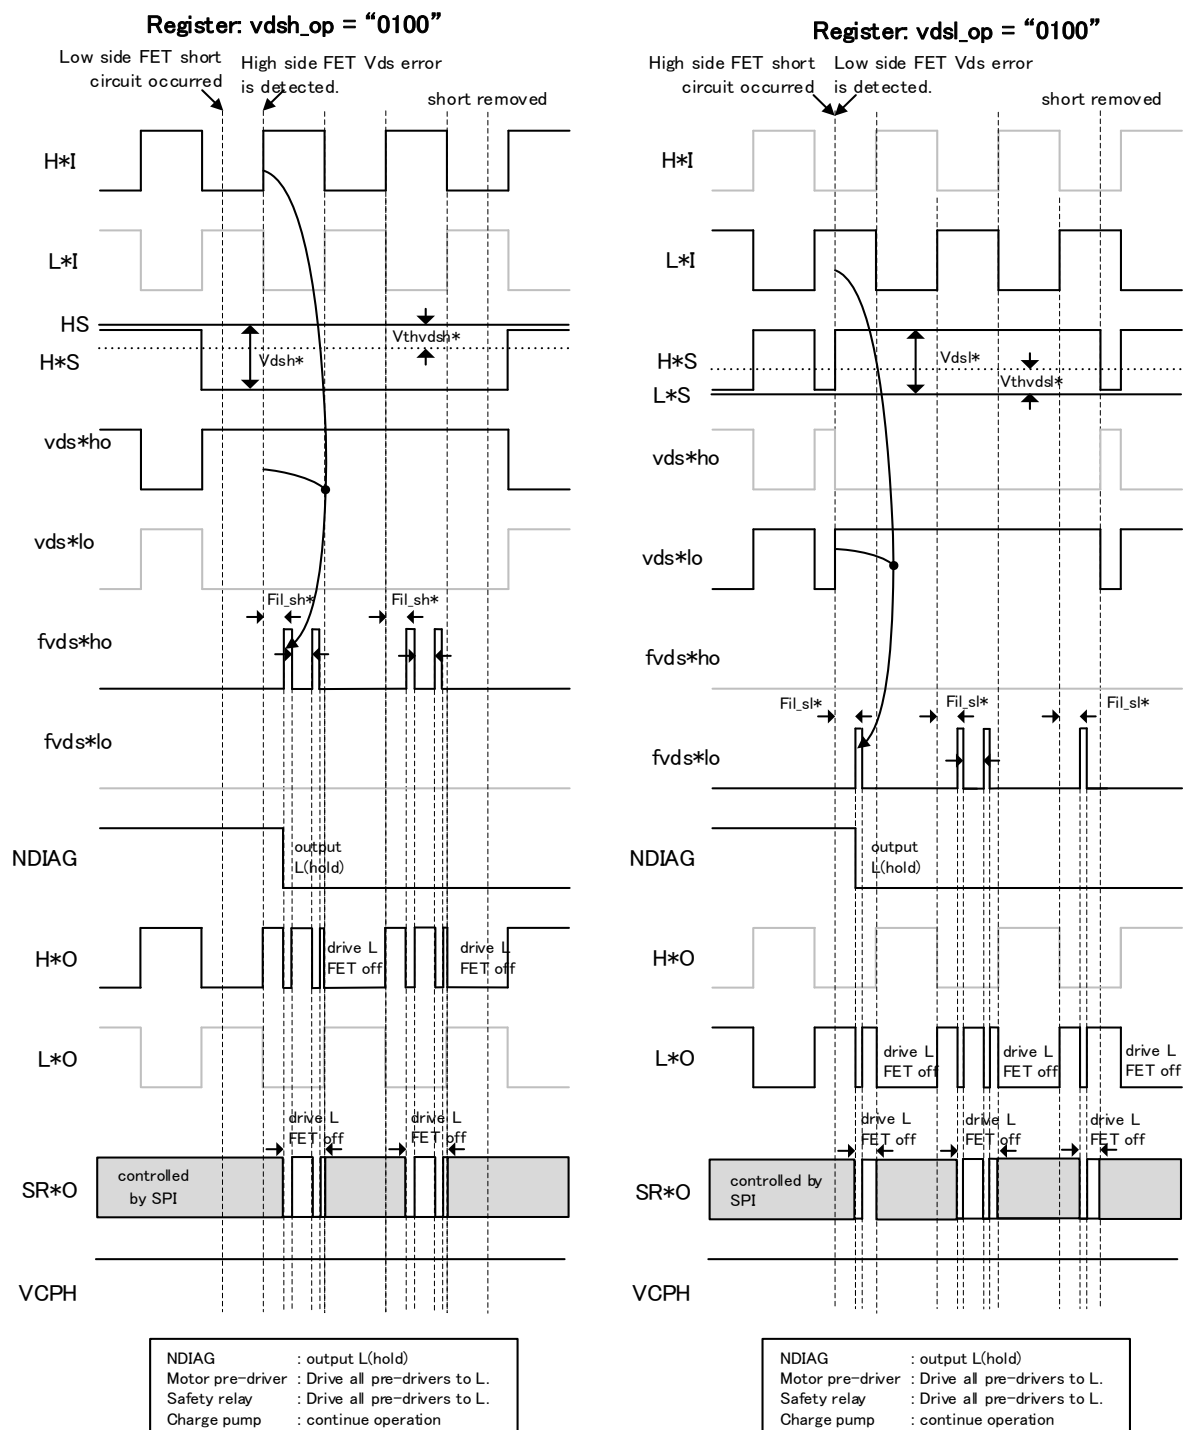 Register: vdsh_op = “0100”
Low side FET short
circuit occurred
High side FET Vds error
is detected.
short removed
H*I
L*I
HS
Vthvdsh*
Vdsh*
H*S
vds*ho
vds*lo
Fil_sh*
Fil_sh*
fvds*ho
fvds*lo
NDIAG
output
L(hold)
H*O
drive L
FET off
drive L
FET off
L*O
drive L
FET off
drive L
FET off
SR*O
controlled
by SPI
VCPH
NDIAG : output L(hold)
Motor pre-driver : Drive all pre-drivers to L.
Safety relay : Drive all pre-drivers to L.
Charge pump : continue operation
Register: vdsl_op = “0100”
High side FET short
circuit occurred
Low side FET Vds error
is detected.
short removed
H*I
L*I
H*S
Vdsl*
Vthvdsl*
L*S
vds*ho
vds*lo
fvds*ho
Fil_sl*
Fil_sl*
Fil_sl*
fvds*lo
NDIAG
output
L(hold)
H*O
L*O
drive L
FET off
drive L
FET off
drive L
FET off
drive L
FET off
drive L
FET off
drive L
FET off
SR*O
controlled by
SPI
VCPH
NDIAG : output L(hold)
Motor pre-driver : Drive all pre-drivers to L.
Safety relay : Drive all pre-drivers to L.
Charge pump : continue operation